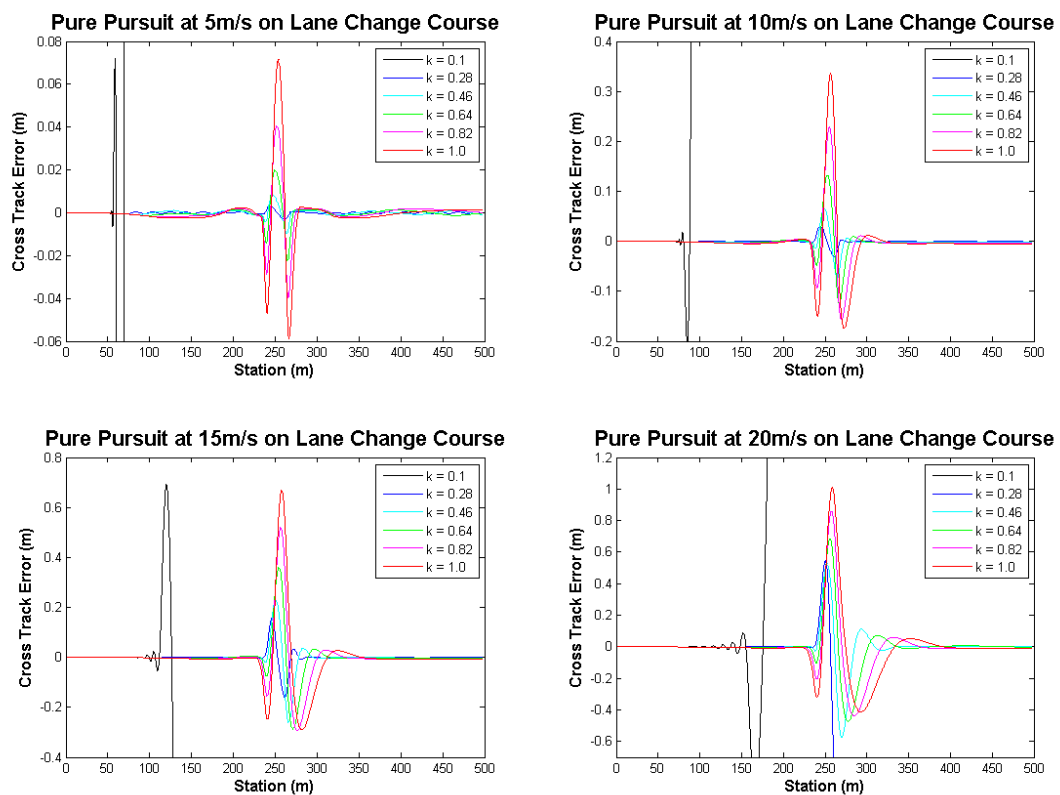 Pure Pursuit at 5m/s on Lane Change Course
0.08
0.06
0.04
0.02
0
-0.02
-0.04
-0.06
Cross Track Error (m)
k = 0.1
k = 0.28
k = 0.46
k = 0.64
k = 0.82
k = 1.0
0 50 100 150 200 250 300 350 400 450 500
Station (m)
Pure Pursuit at 10m/s on Lane Change Course
0.4
0.3
0.2
0.1
0
-0.1
-0.2
Cross Track Error (m)
k = 0.1
k = 0.28
k = 0.46
k = 0.64
k = 0.82
k = 1.0
0 50 100 150 200 250 300 350 400 450 500
Station (m)
Pure Pursuit at 15m/s on Lane Change Course
0.8
0.6
0.4
0.2
0
-0.2
-0.4
Cross Track Error (m)
k = 0.1
k = 0.28
k = 0.46
k = 0.64
k = 0.82
k = 1.0
0 50 100 150 200 250 300 350 400 450 500
Station (m)
Pure Pursuit at 20m/s on Lane Change Course
1.2
1
0.8
0.6
0.4
0.2
0
-0.2
-0.4
-0.6
Cross Track Error (m)
k = 0.1
k = 0.28
k = 0.46
k = 0.64
k = 0.82
k = 1.0
0 50 100 150 200 250 300 350 400 450 500
Station (m)